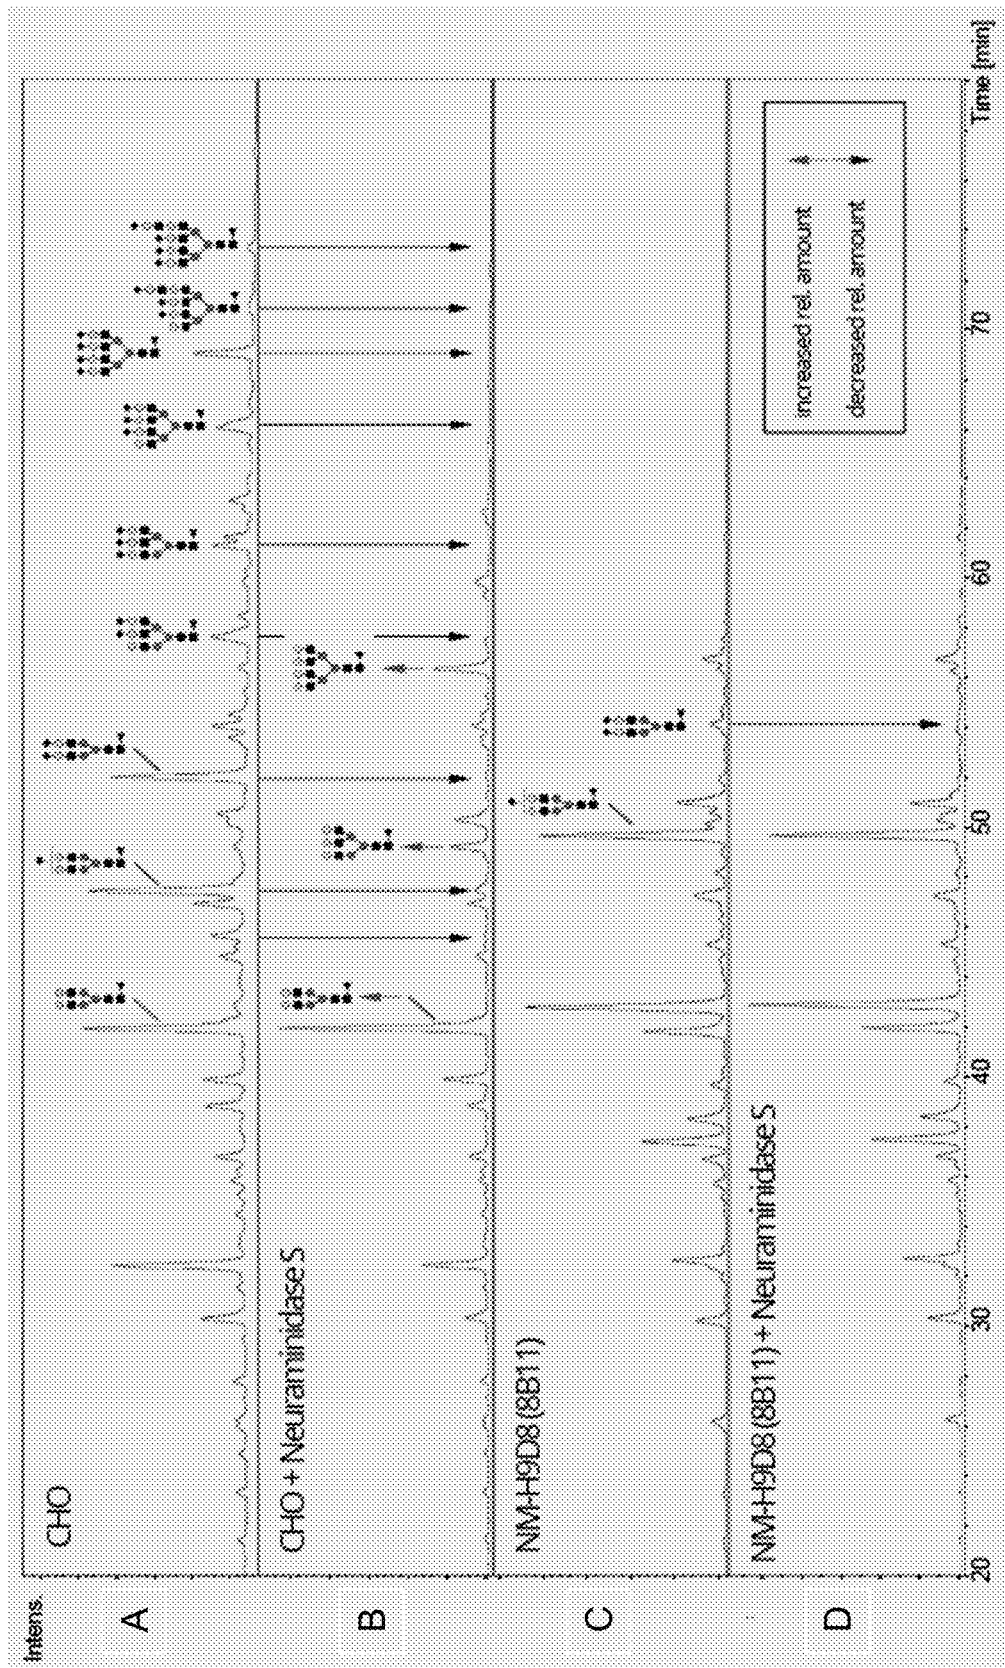 Intens.
A
CHO
B
CHO + Neuraminidase S
C
NM-H9D8 (8B11)
D
NM-H9D8 (8B11) + Neuraminidase S
increased rel. amount
decreased rel. amount
20
30
40
50
60
70
Time [min]